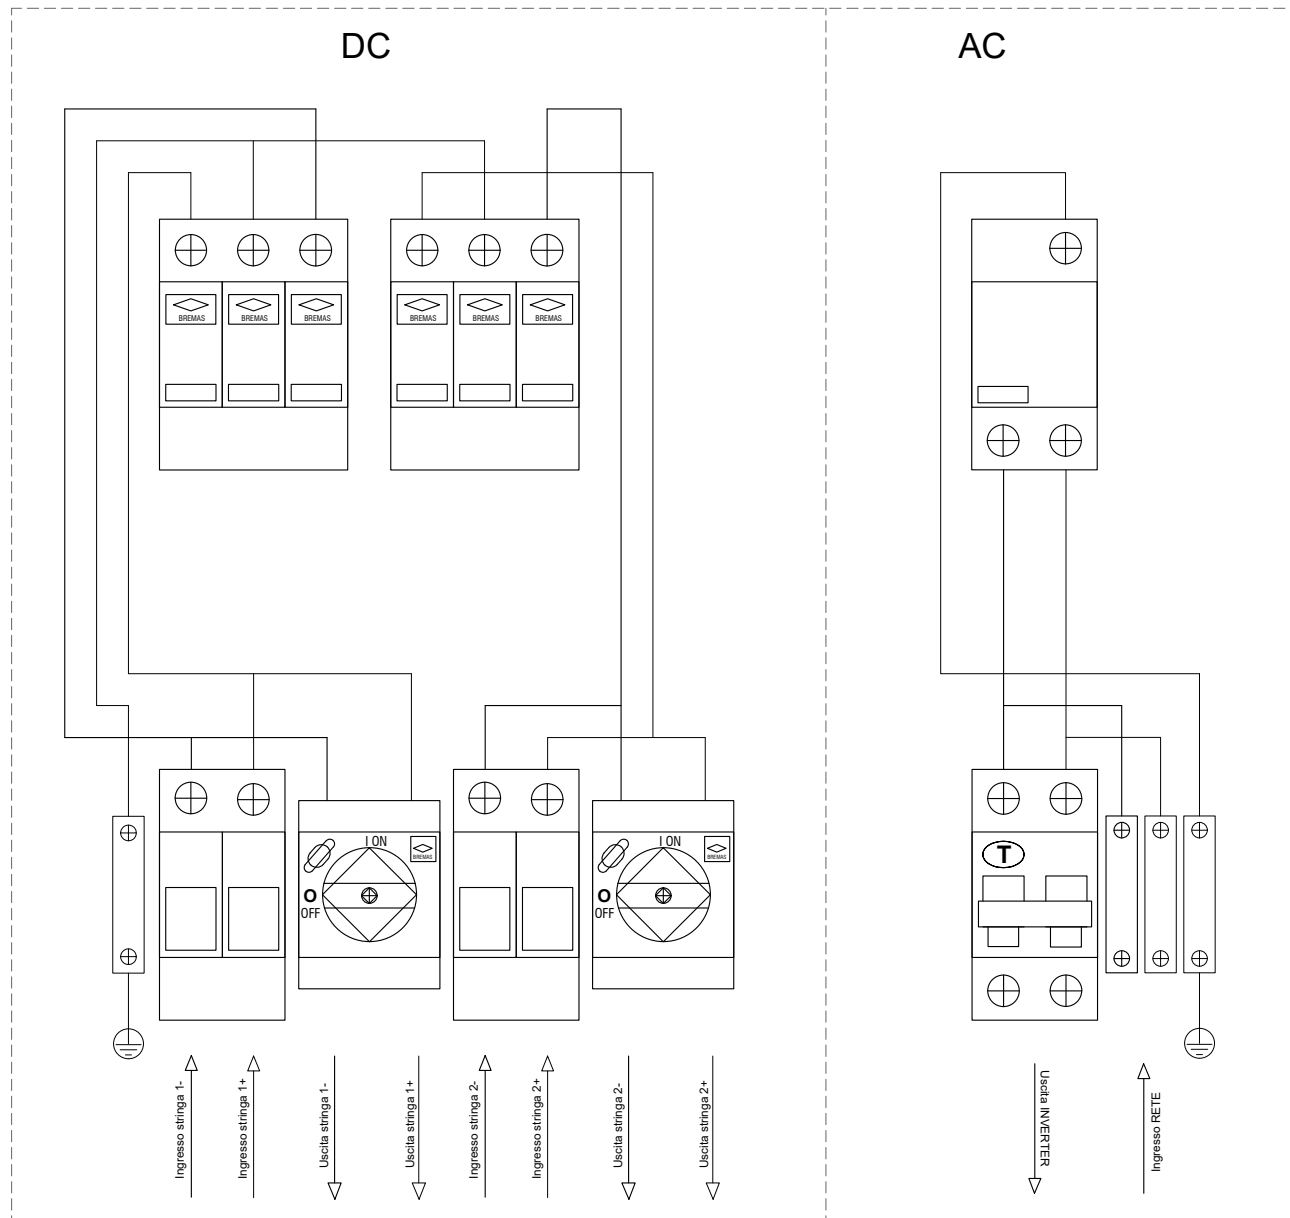 DC
AC
BREMAS
BREMAS
BREMAS
BREMAS
BREMAS
BREMAS
I ON
BREMAS
O
OFF
I ON
BREMAS
O
OFF
T
Ingresso stringa 1-
Ingresso stringa 1+
Uscita stringa 1-
Uscita stringa 1+
Ingresso stringa 2-
Ingresso stringa 2+
Uscita stringa 2-
Uscita stringa 2+
Uscita INVERTER
Ingresso RETE